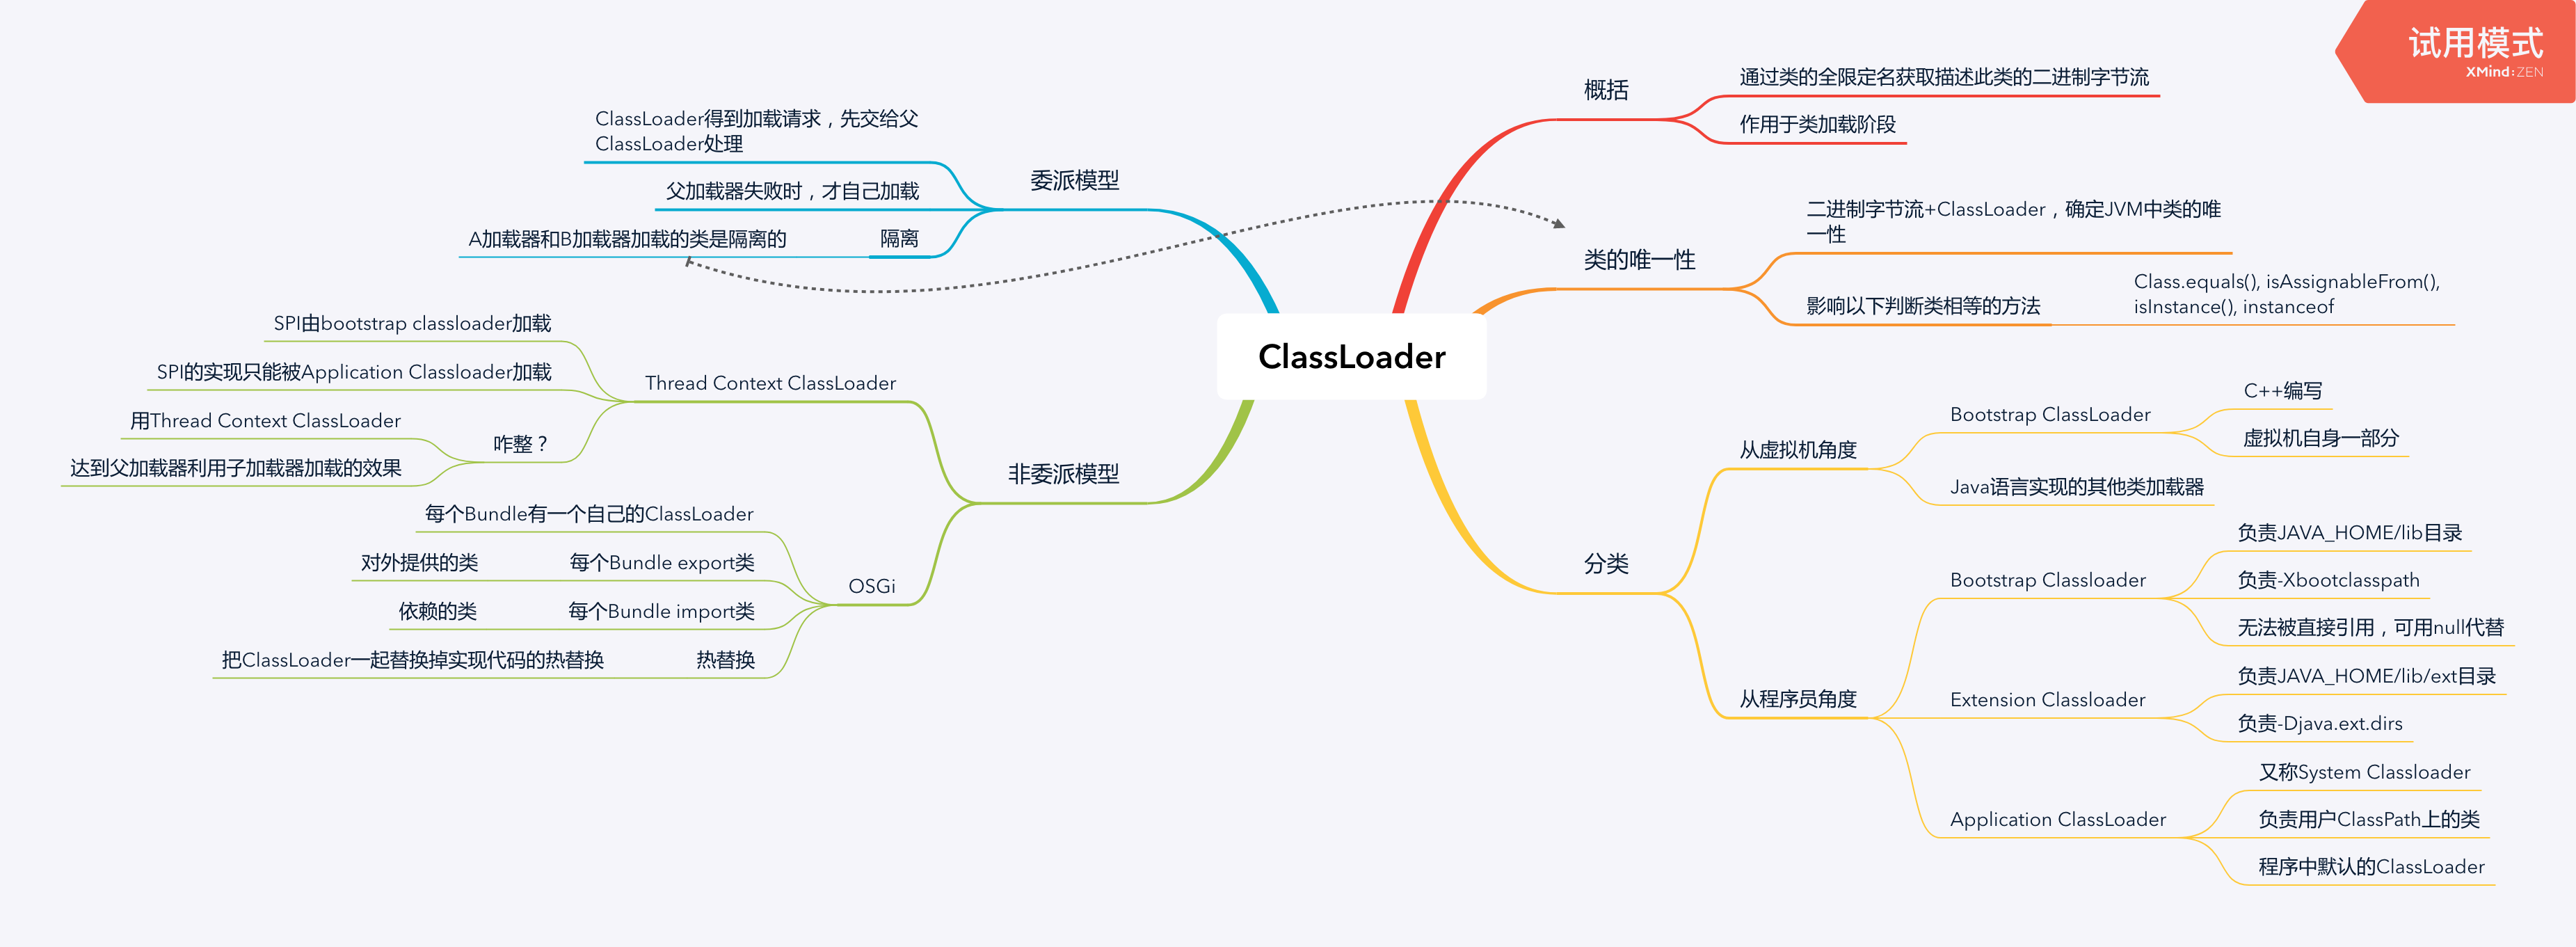 试用模式
XMind:ZEN
ClassLoader
概括
通过类的全限定名获取描述此类的二进制字节流
作用于类加载阶段
类的唯一性
二进制字节流+ClassLoader，确定JVM中类的唯
一性
影响以下判断类相等的方法
Class.equals(), isAssignableFrom(),
isInstance(), instanceof
分类
从虚拟机角度
Bootstrap ClassLoader
C++编写
虚拟机自身一部分
Java语言实现的其他类加载器
从程序员角度
Bootstrap Classloader
负责JAVA_HOME/lib目录
负责-Xbootclasspath
无法被直接引用，可用null代替
Extension Classloader
负责JAVA_HOME/lib/ext目录
负责-Djava.ext.dirs
Application ClassLoader
又称System Classloader
负责用户ClassPath上的类
程序中默认的ClassLoader
委派模型
ClassLoader得到加载请求，先交给父
ClassLoader处理
父加载器失败时，才自己加载
隔离
A加载器和B加载器加载的类是隔离的
非委派模型
Thread Context ClassLoader
SPI由bootstrap classloader加载
SPI的实现只能被Application Classloader加载
咋整？
用Thread Context ClassLoader
达到父加载器利用子加载器加载的效果
OSGi
每个Bundle有一个自己的ClassLoader
每个Bundle export类
对外提供的类
每个Bundle import类
依赖的类
热替换
把ClassLoader一起替换掉实现代码的热替换